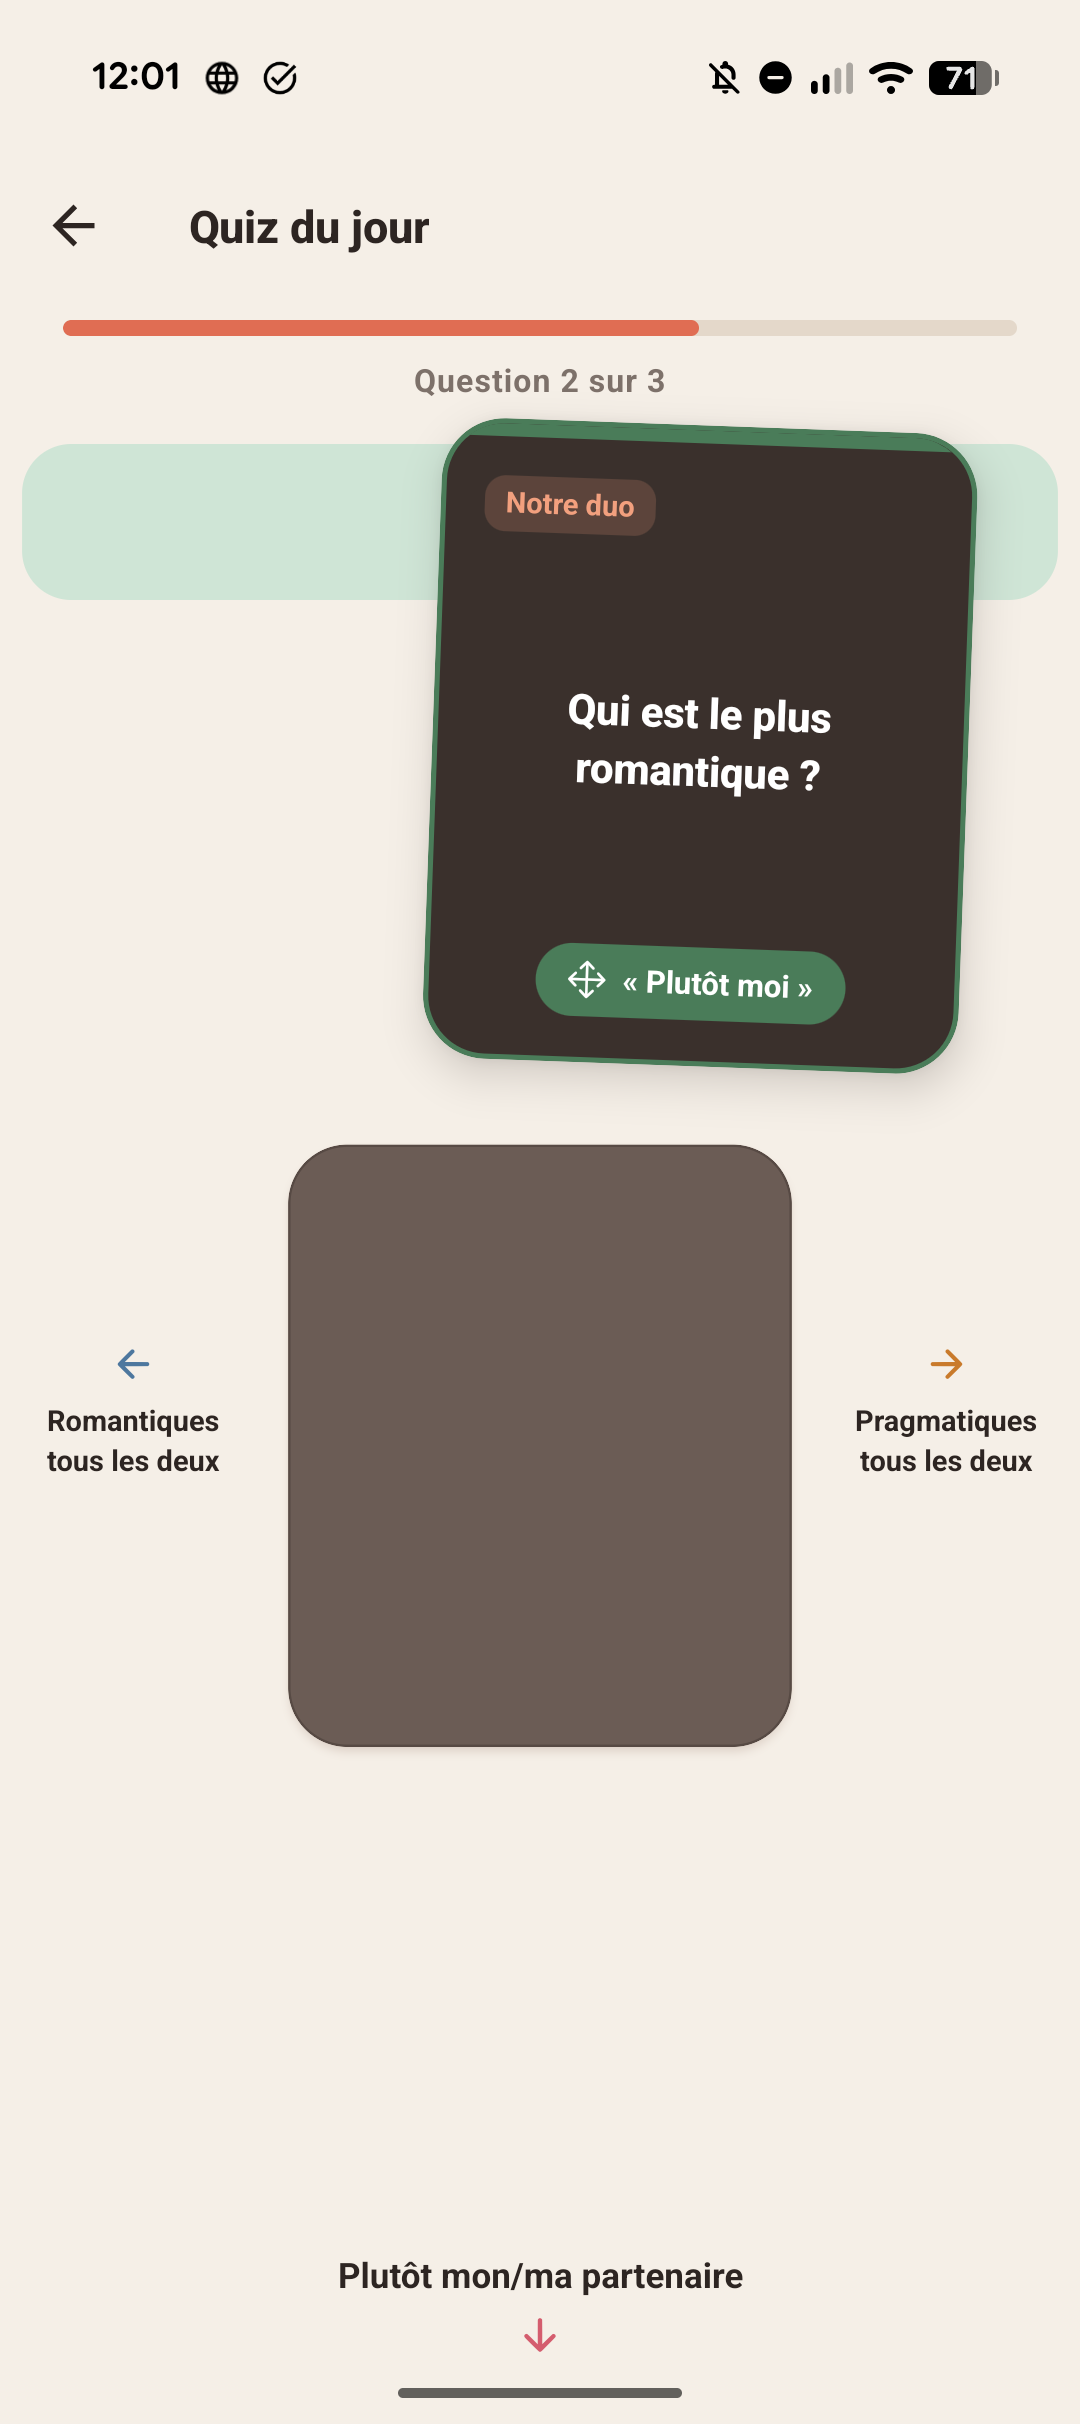 12:01
71
Quiz du jour
Question 2 sur 3
Notre duo
Qui est le plus
romantique ?
« Plutôt moi »
Romantiques
tous les deux
Pragmatiques
tous les deux
Plutôt mon/ma partenaire